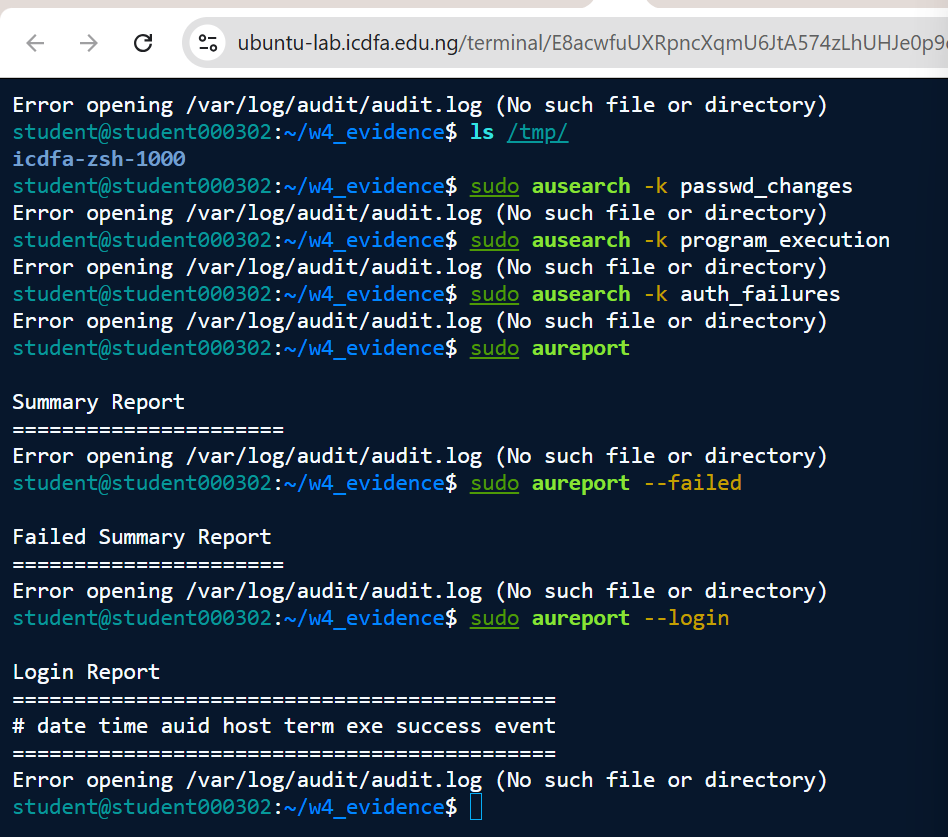 ubuntu-lab.icdfa.edu.ng/terminal/E8acwfuUXRpncXqmU6JtA574zLhUHJe0p9
Error opening /var/log/audit/audit.log (No such file or directory)
student@student000302:~/w4_evidence$ ls /tmp/
icdfa-zsh-1000
student@student000302:~/w4_evidence$ sudo ausearch -k passwd_changes
Error opening /var/log/audit/audit.log (No such file or directory)
student@student000302:~/w4_evidence$ sudo ausearch -k program_execution
Error opening /var/log/audit/audit.log (No such file or directory)
student@student000302:~/w4_evidence$ sudo ausearch -k auth_failures
Error opening /var/log/audit/audit.log (No such file or directory)
student@student000302:~/w4_evidence$ sudo aureport
Summary Report
======================
Error opening /var/log/audit/audit.log (No such file or directory)
student@student000302:~/w4_evidence$ sudo aureport --failed
Failed Summary Report
======================
Error opening /var/log/audit/audit.log (No such file or directory)
student@student000302:~/w4_evidence$ sudo aureport --login
Login Report
============================================
# date time auid host term exe success event
============================================
Error opening /var/log/audit/audit.log (No such file or directory)
student@student000302:~/w4_evidence$